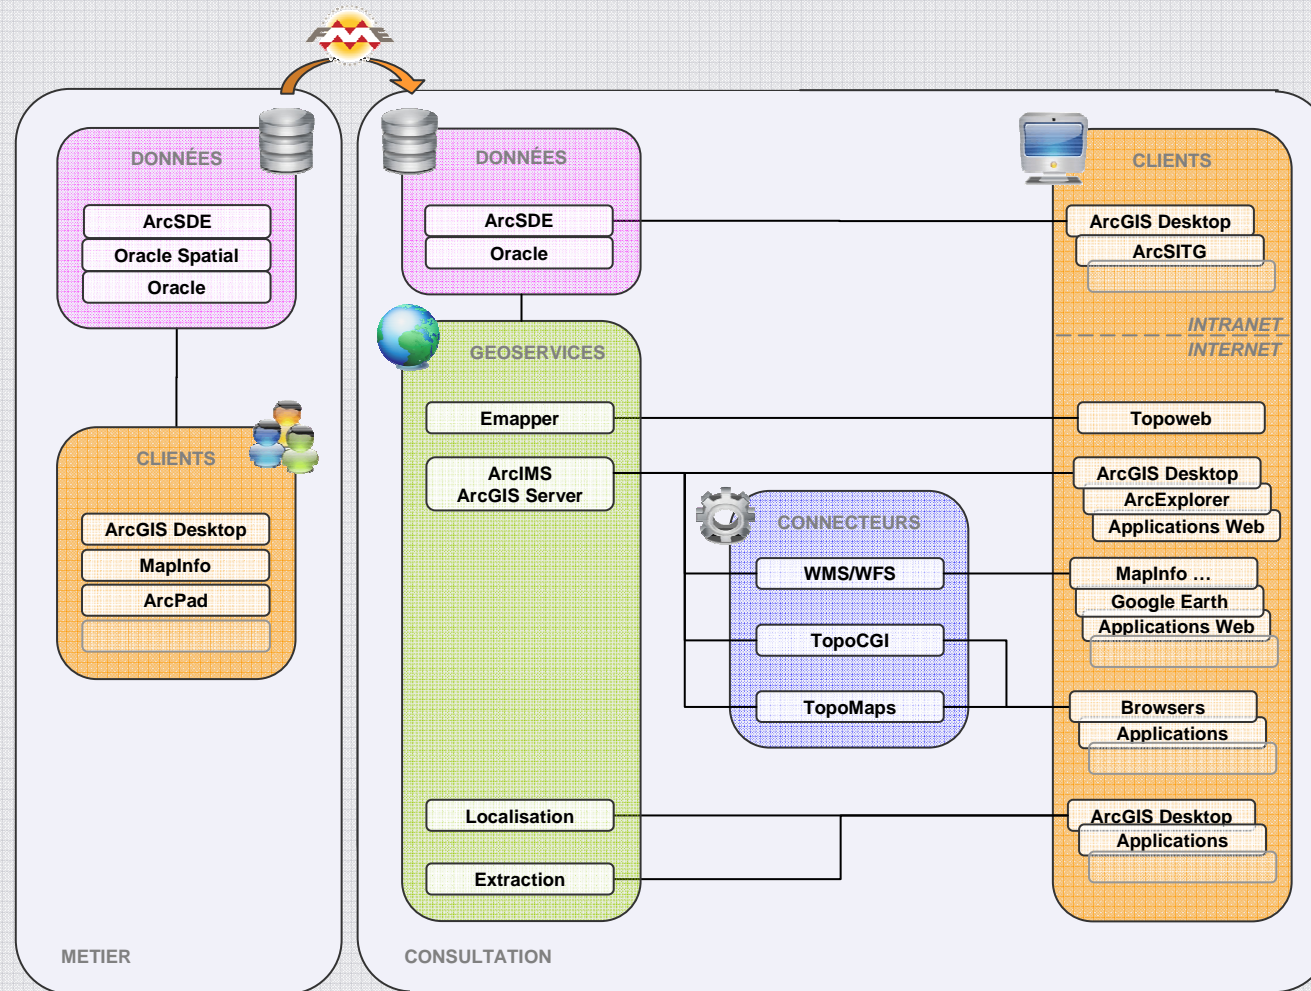 FME
DONNÉES
ArcSDE
Oracle Spatial
Oracle
CLIENTS
ArcGIS Desktop
MapInfo
ArcPad
METIER
DONNÉES
ArcSDE
Oracle
GEOSERVICES
Emapper
ArcIMS
ArcGIS Server
Localisation
Extraction
CONNECTEURS
WMS/WFS
TopoCGI
TopoMaps
CLIENTS
ArcGIS Desktop
ArcSITG
INTRANET
INTERNET
Topoweb
ArcGIS Desktop
ArcExplorer
Applications Web
MapInfo ...
Google Earth
Applications Web
Browsers
Applications
ArcGIS Desktop
Applications
CONSULTATION